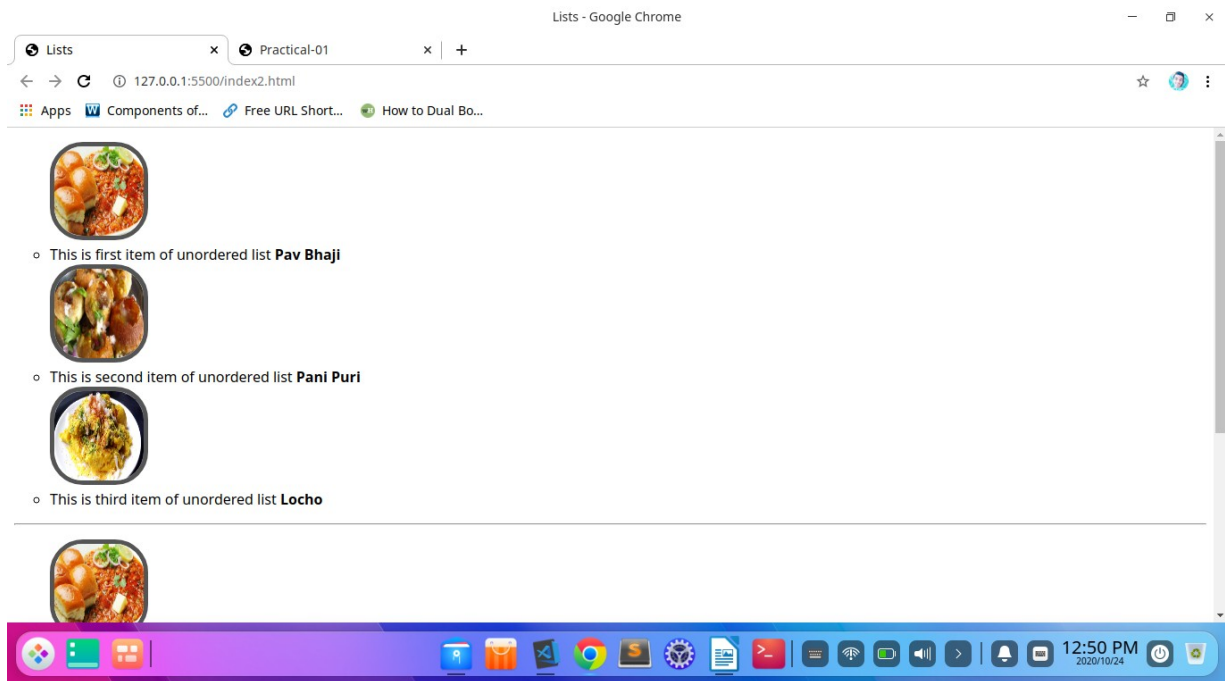 Lists - Google Chrome
Lists
Practical-01
127.0.0.1:5500/index2.html
Apps W Components of... Free URL Short... How to Dual Bo...
This is first item of unordered list Pav Bhaji
This is second item of unordered list Pani Puri
This is third item of unordered list Locho
12:50 PM
2020/10/24